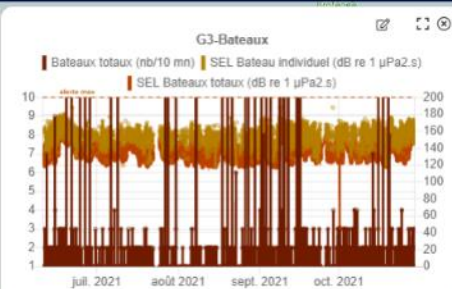 G3-Bateaux
Bateaux totaux (nb/10 mn) SEL Bateau individuel (dB re 1 µPa2.s)
SEL Bateaux totaux (dB re 1 µPa2.s)
alerte max
10 200
9 180
8 160
7 140
6 120
5 100
4 80
3 60
2 40
20
1 0
juil. 2021 août 2021 sept. 2021 oct. 2021